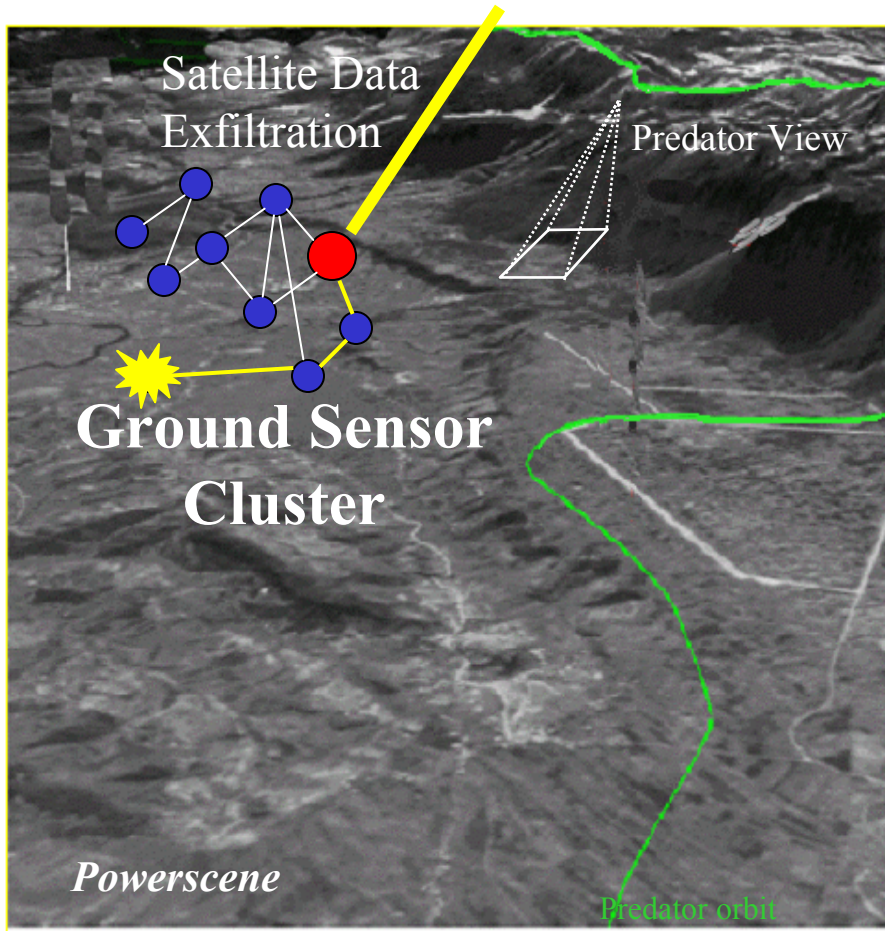 Satellite Data
Exfiltration
Predator View
Ground Sensor
Cluster
Powerscene
Predator orbit